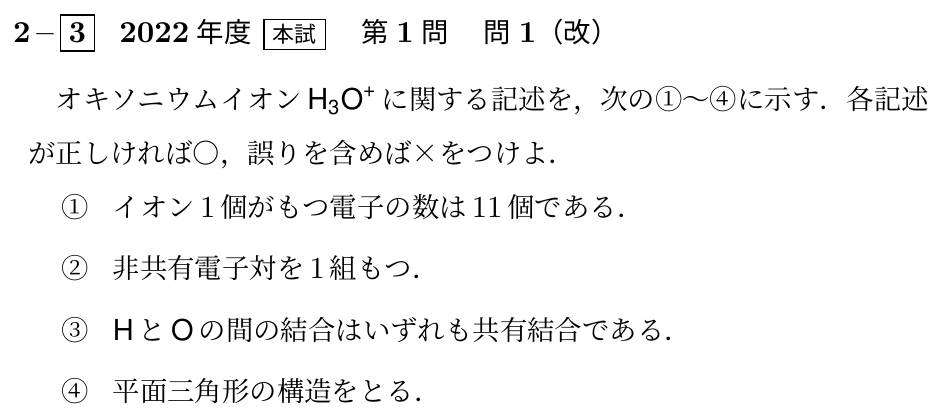 2－3 2022年度 本試 第1問 問1（改）
オキソニウムイオン H₃O⁺ に関する記述を，次の①～④に示す．各記述
が正しければ○，誤りを含めば×をつけよ．
① イオン1個がもつ電子の数は11個である．
② 非共有電子対を1組もつ．
③ HとOの間の結合はいずれも共有結合である．
④ 平面三角形の構造をとる．